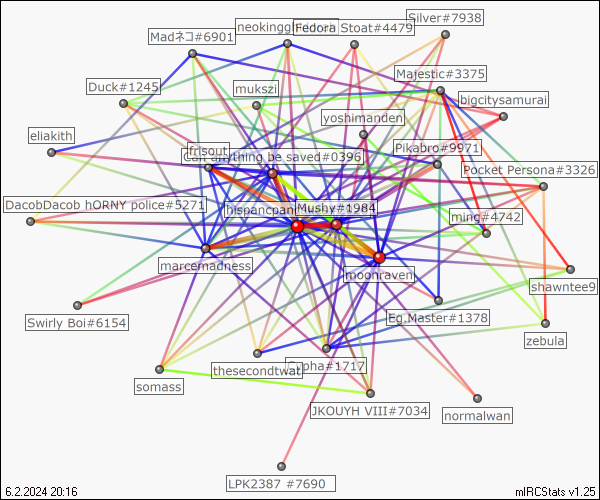 Silver#7938
neokingg
Fedora Stoat#4479
Madネコ#6901
Majestic#3375
Duck#1245
mukszi
bigcitysamurai
yoshimanden
eliakith
frisout
Pikabro#9971
Can anything be saved#0396
Pocket Persona#3326
DacobDacob hORNY police#5271
hispancpan
Mushy#1984
ming#4742
marcemadness
moonraven
shawntee9
Swirly Boi#6154
Eg.Master#1378
zebula
thesecondtwat
#1717
somass
JKOUYH VIII#7034
normalwan
LPK2387 #7690
6.2.2024 20:16
mIRCStats v1.25